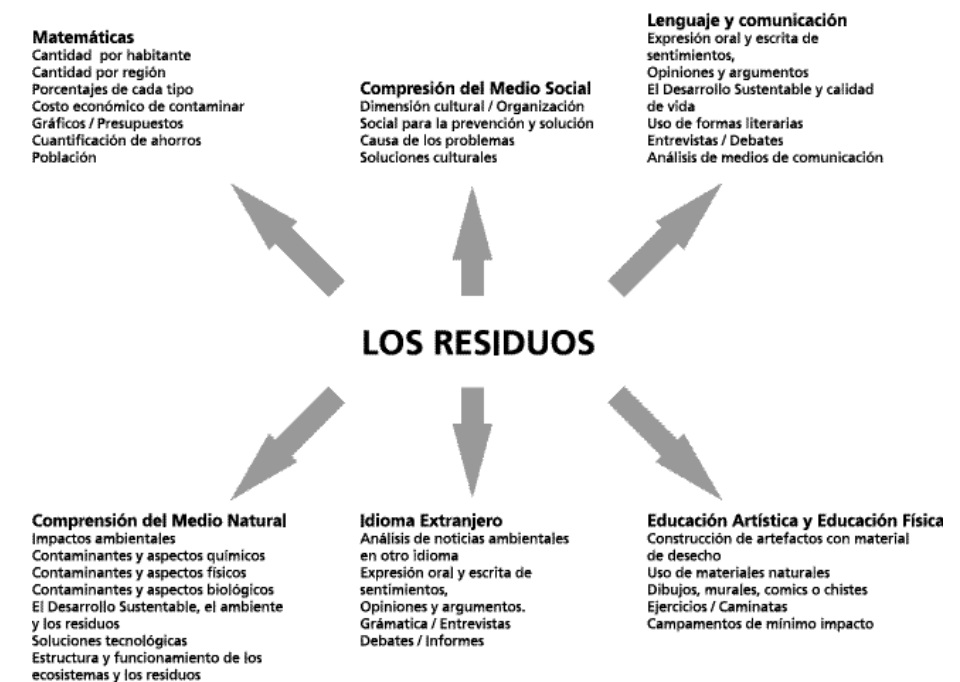 Matemáticas
Cantidad por habitante
Cantidad por región
Porcentajes de cada tipo
Costo económico de contaminar
Gráficos / Presupuestos
Cuantificación de ahorros
Población
Compresión del Medio Social
Dimensión cultural / Organización
Social para la prevención y solución
Causa de los problemas
Soluciones culturales
Lenguaje y comunicación
Expresión oral y escrita de
sentimientos,
Opiniones y argumentos
El Desarrollo Sustentable y calidad
de vida
Uso de formas literarias
Entrevistas / Debates
Análisis de medios de comunicación
LOS RESIDUOS
Comprensión del Medio Natural
Impactos ambientales
Contaminantes y aspectos químicos
Contaminantes y aspectos físicos
Contaminantes y aspectos biológicos
El Desarrollo Sustentable, el ambiente
y los residuos
Soluciones tecnológicas
Estructura y funcionamiento de los
ecosistemas y los residuos
Idioma Extranjero
Análisis de noticias ambientales
en otro idioma
Expresión oral y escrita de
sentimientos,
Opiniones y argumentos.
Grámatica / Entrevistas
Debates / Informes
Educación Artística y Educación Física
Construcción de artefactos con material
de desecho
Uso de materiales naturales
Dibujos, murales, comics o chistes
Ejercicios / Caminatas
Campamentos de mínimo impacto